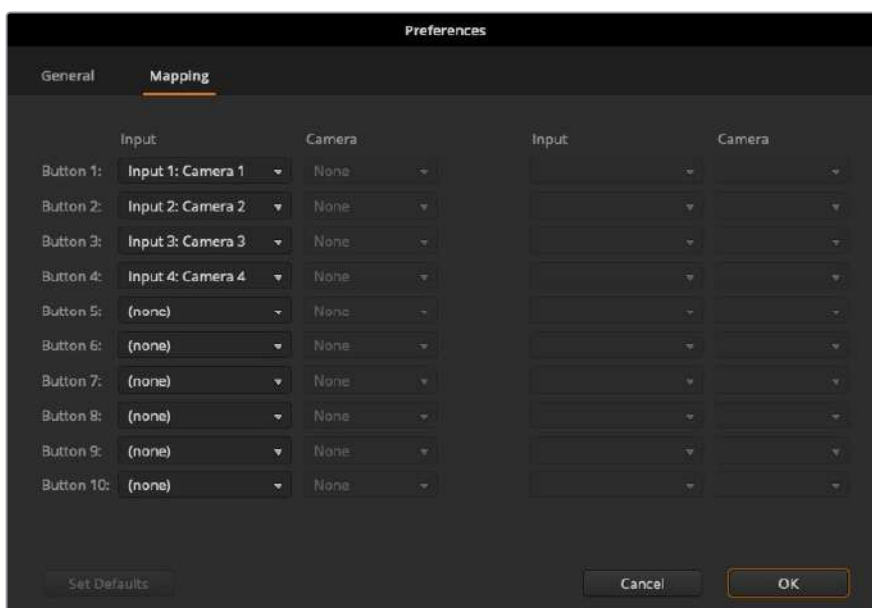 Preferences
General Mapping
Input Camera Input Camera
Button 1: Input 1: Camera 1 None
Button 2: Input 2: Camera 2 None
Button 3: Input 3: Camera 3 None
Button 4: Input 4: Camera 4 None
Button 5: (none) None
Button 6: (none) None
Button 7: (none) None
Button 8: (none) None
Button 9: (none) None
Button 10: (none) None
Set Defaults Cancel OK